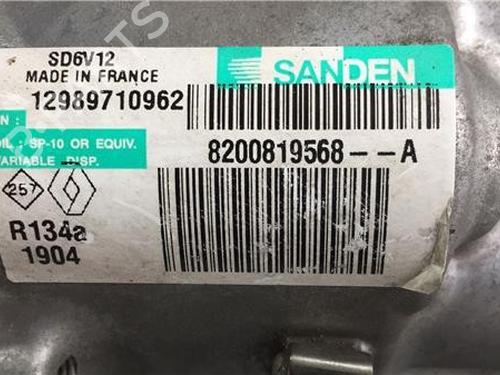 SD6V12
MADE IN FRANCE
SANDEN
12989710962
N :
OIL : SP-10 OR EQUIV.
VARIABLE DISP.
8200819568--A
257
R134a
1904